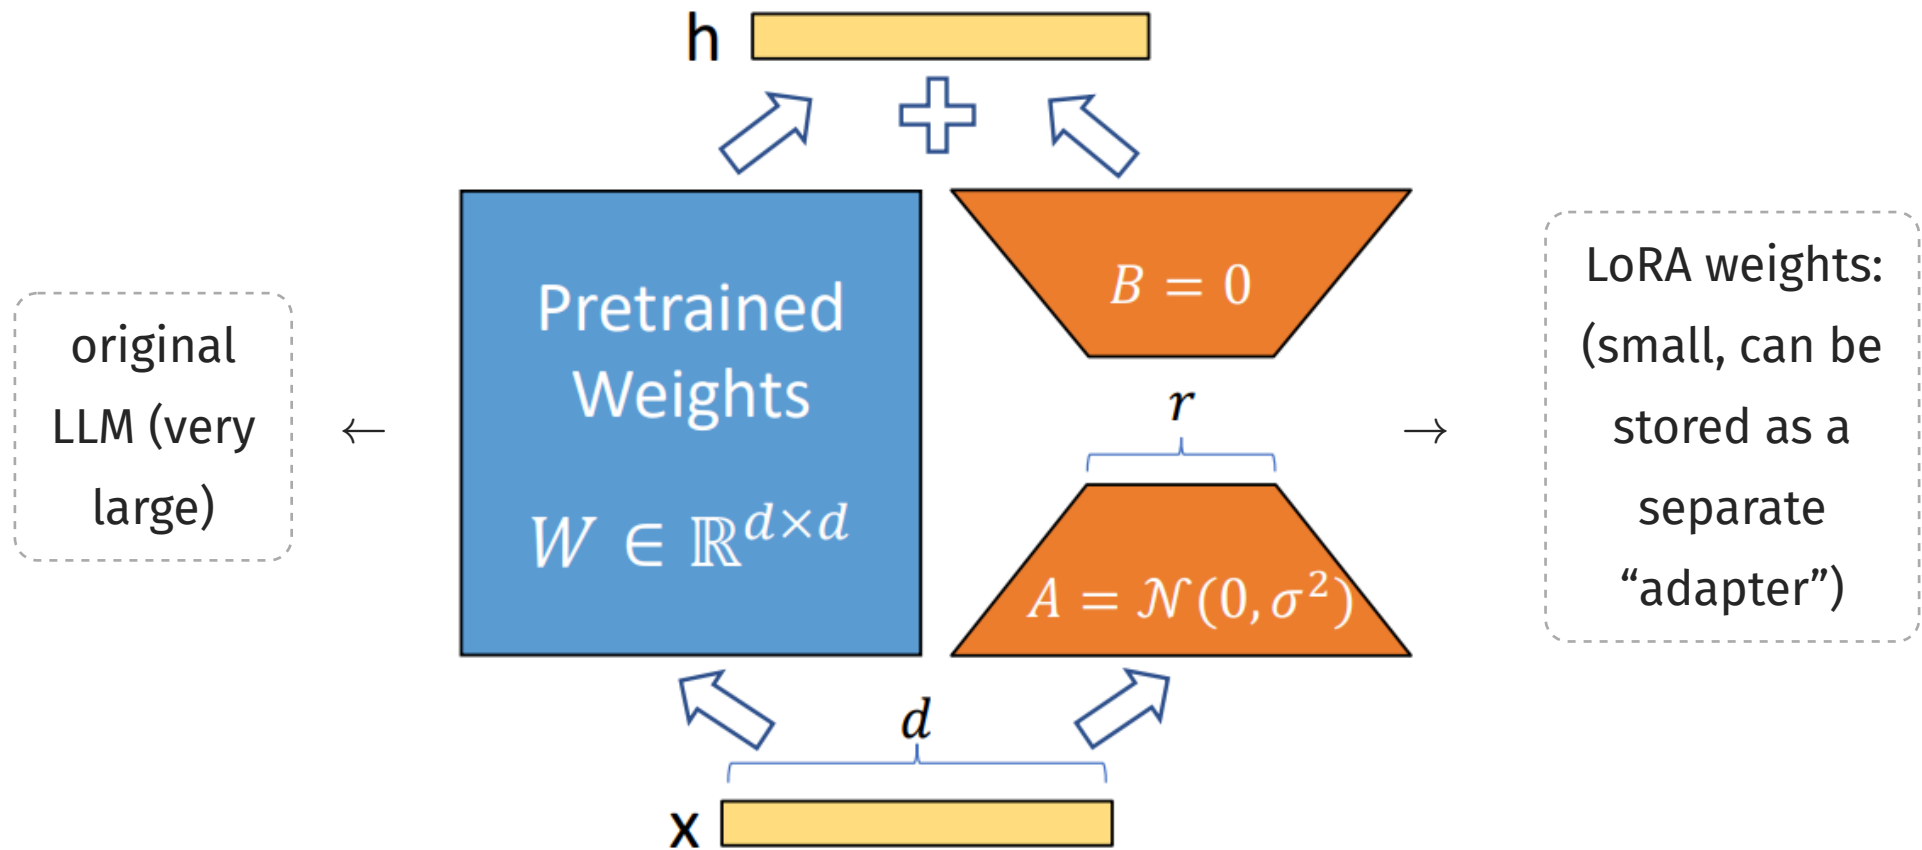 h
original
LLM (very
large)
←
Pretrained
Weights
W ∈ ℝ^{d×d}
B = 0
r
A = 𝒩(0, σ²)
→
LoRA weights:
(small, can be
stored as a
separate
“adapter”)
d
x